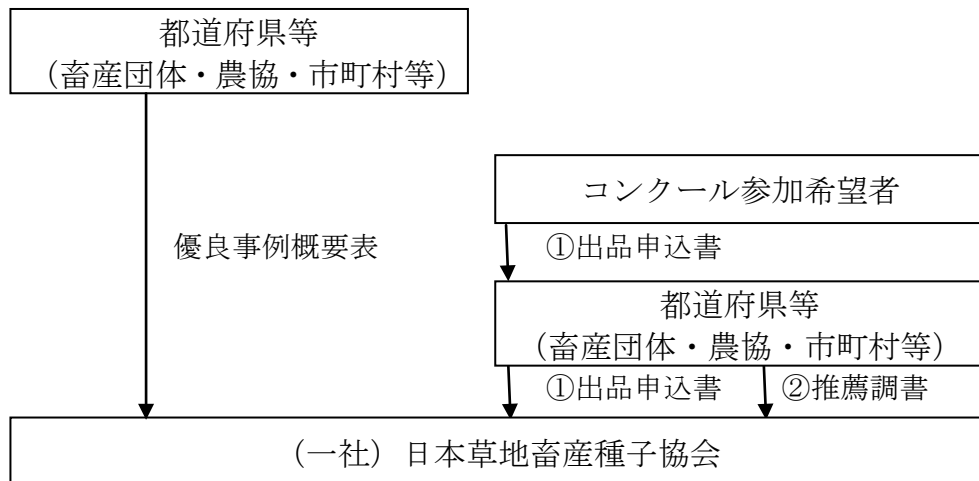 都道府県等
（畜産団体・農協・市町村等）
コンクール参加希望者
優良事例概要表
①出品申込書
都道府県等
（畜産団体・農協・市町村等）
①出品申込書
②推薦調書
（一社）日本草地畜産種子協会